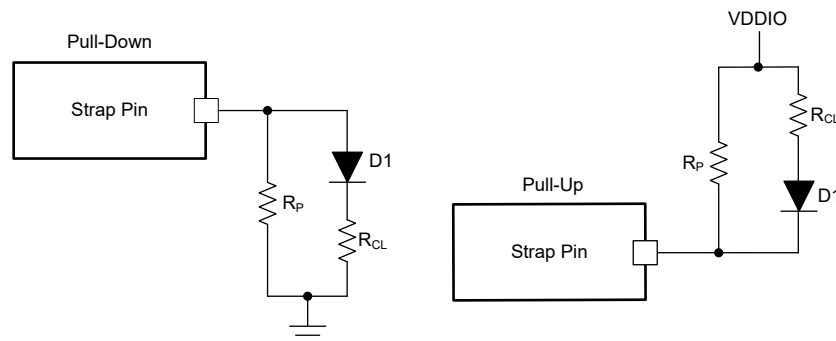 Pull-Down
Strap Pin
D1
RP
RCL
VDDIO
RCL
RP
D1
Pull-Up
Strap Pin